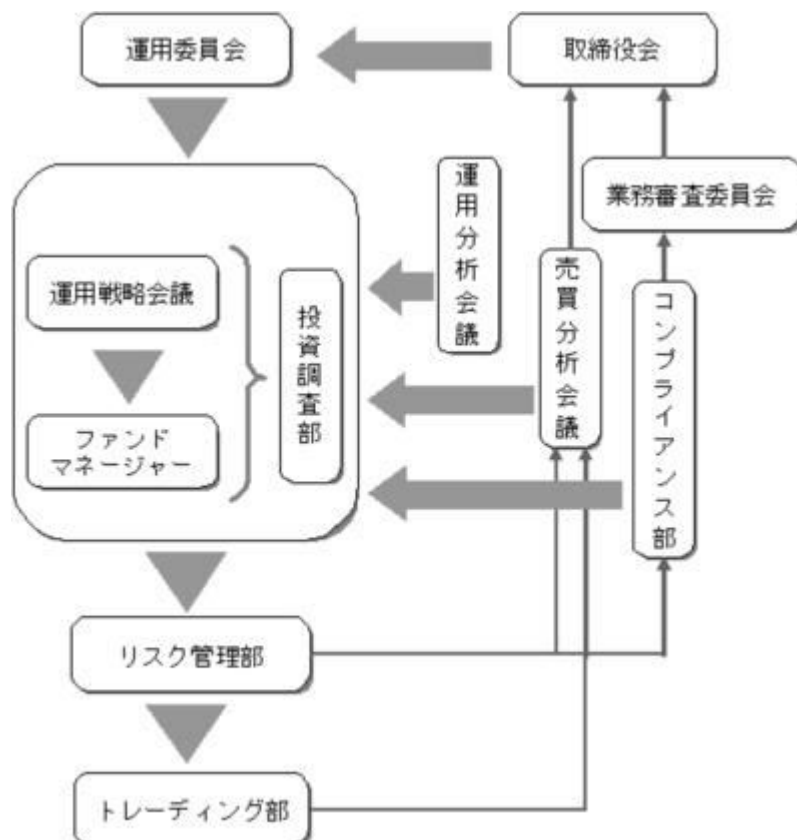 運用委員会
取締役会
業務審査委員会
運用分析会議
売買分析会議
コンプライアンス部
運用戦略会議
投資調査部
ファンド
マネージャー
リスク管理部
トレーディング部